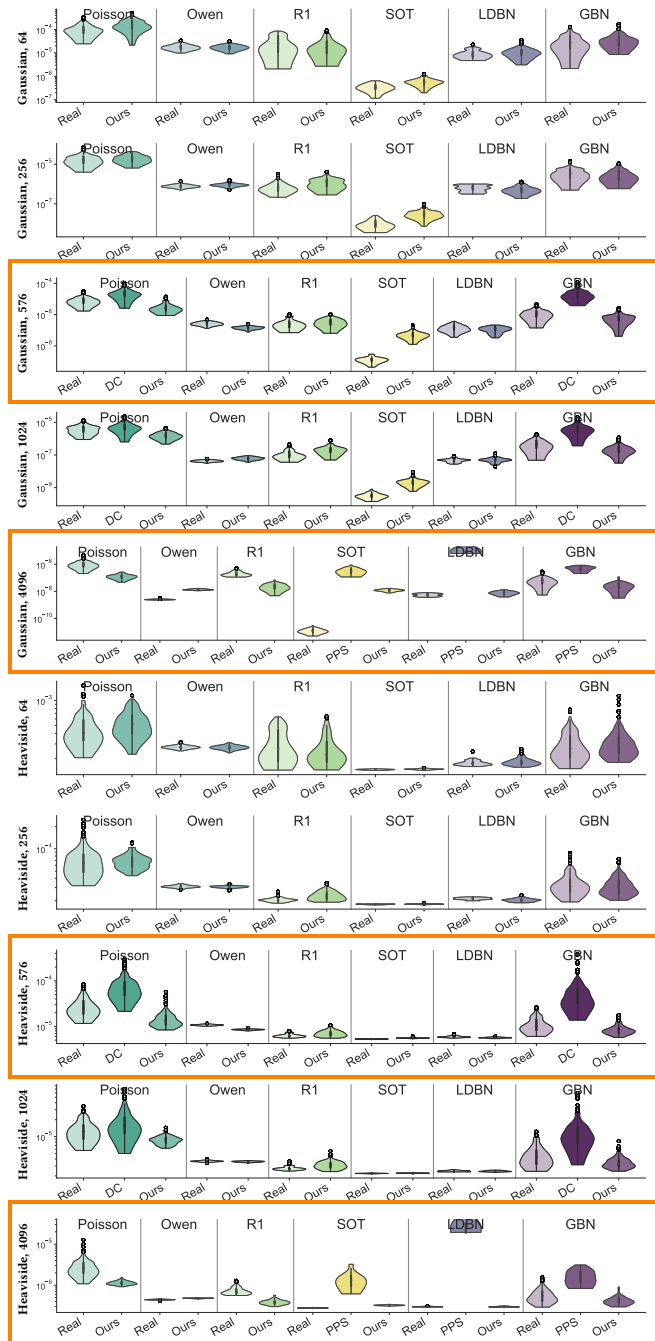 Gaussian, 64
Poisson Owen R1 SOT LDBN GBN
10⁻⁴
10⁻⁵
10⁻⁶
10⁻⁷
Real Ours Real Ours Real Ours Real Ours Real Ours Real Ours
Gaussian, 256
Poisson Owen R1 SOT LDBN GBN
10⁻⁵
10⁻⁷
Real Ours Real Ours Real Ours Real Ours Real Ours Real Ours
Gaussian, 576
Poisson Owen R1 SOT LDBN GBN
10⁻⁴
10⁻⁶
10⁻⁸
Real DC Ours Real Ours Real Ours Real Ours Real Ours Real DC Ours
Gaussian, 1024
Poisson Owen R1 SOT LDBN GBN
10⁻⁵
10⁻⁷
10⁻⁹
Real DC Ours Real Ours Real Ours Real Ours Real Ours Real DC Ours
Gaussian, 4096
Poisson Owen R1 SOT LDBN GBN
10⁻⁶
10⁻⁸
10⁻¹⁰
Real Ours Real Ours Real Ours Real PPS Ours Real PPS Ours Real PPS Ours
Heaviside, 64
Poisson Owen R1 SOT LDBN GBN
10⁻³
Real Ours Real Ours Real Ours Real Ours Real Ours Real Ours
Heaviside, 256
Poisson Owen R1 SOT LDBN GBN
10⁻⁴
Real Ours Real Ours Real Ours Real Ours Real Ours Real Ours
Heaviside, 576
Poisson Owen R1 SOT LDBN GBN
10⁻⁴
10⁻⁵
Real DC Ours Real Ours Real Ours Real Ours Real Ours Real DC Ours
Heaviside, 1024
Poisson Owen R1 SOT LDBN GBN
10⁻⁵
Real DC Ours Real Ours Real Ours Real Ours Real Ours Real DC Ours
Heaviside, 4096
Poisson Owen R1 SOT LDBN GBN
10⁻⁵
10⁻⁶
Real Ours Real Ours Real Ours Real PPS Ours Real PPS Ours Real PPS Ours